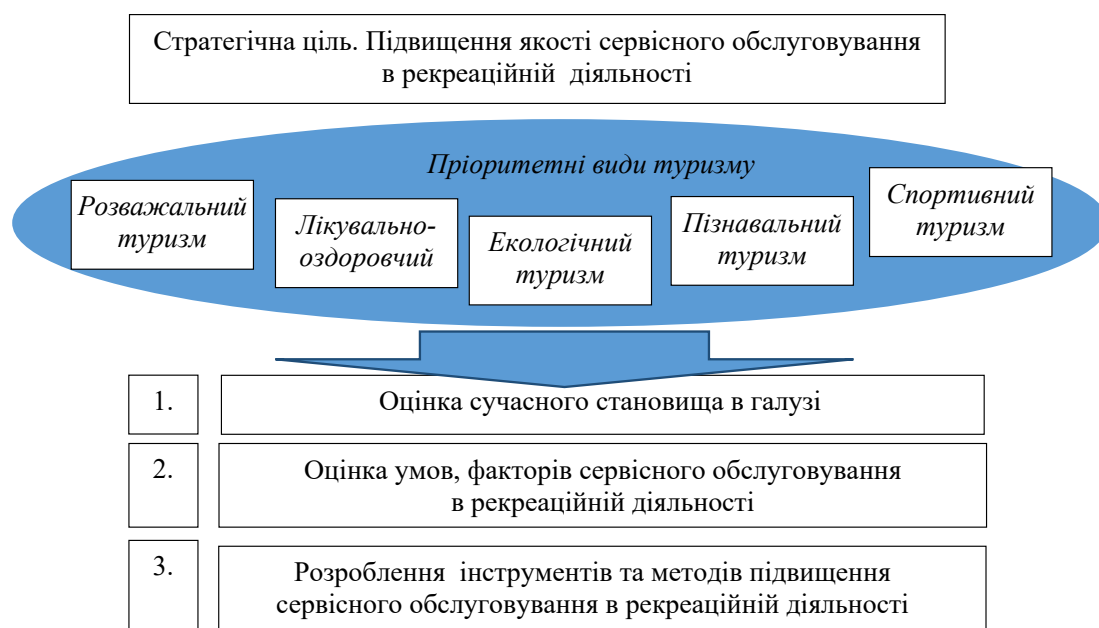 Стратегічна ціль. Підвищення якості сервісного обслуговування
в рекреаційній діяльності
Пріоритетні види туризму
Розважальний
туризм
Лікувально-
оздоровчий
Екологічний
туризм
Пізнавальний
туризм
Спортивний
туризм
1.
Оцінка сучасного становища в галузі
2.
Оцінка умов, факторів сервісного обслуговування
в рекреаційній діяльності
3.
Розроблення інструментів та методів підвищення
сервісного обслуговування в рекреаційній діяльності